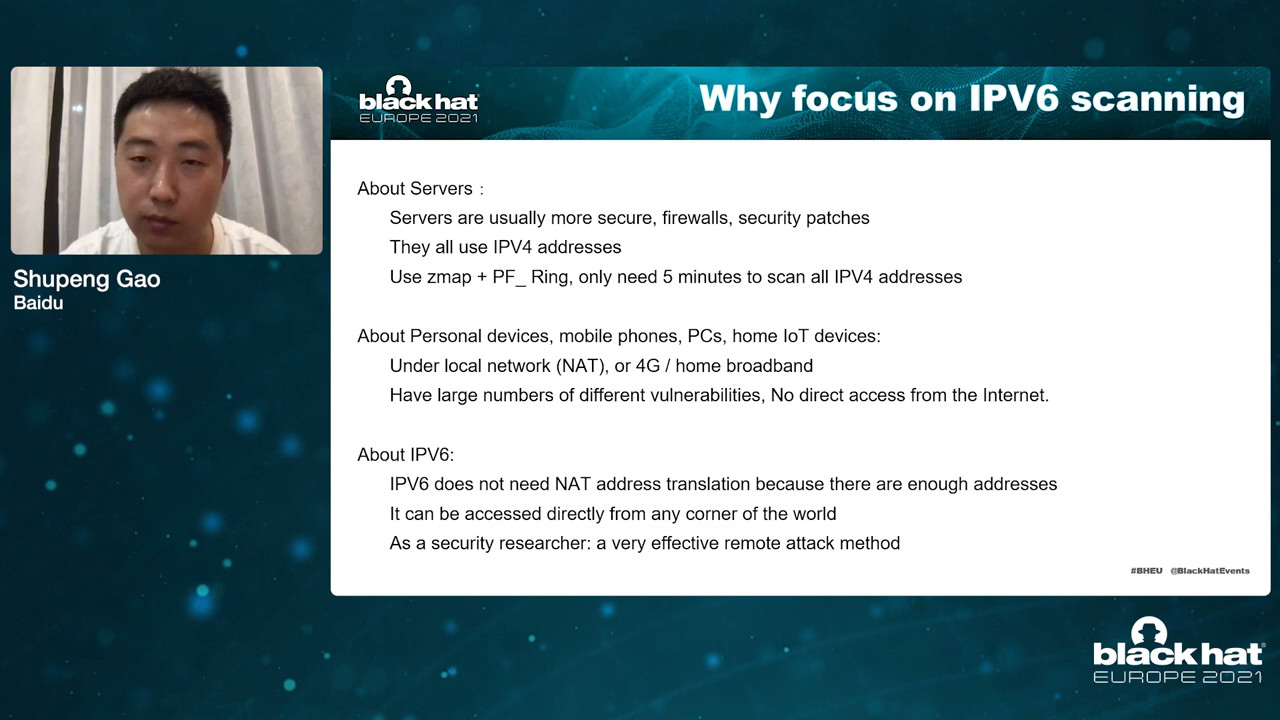 black hat
EUROPE 2021
Why focus on IPV6 scanning
Shupeng Gao
Baidu
About Servers :
Servers are usually more secure, firewalls, security patches
They all use IPV4 addresses
Use zmap + PF_ Ring, only need 5 minutes to scan all IPV4 addresses
About Personal devices, mobile phones, PCs, home IoT devices:
Under local network (NAT), or 4G / home broadband
Have large numbers of different vulnerabilities, No direct access from the Internet.
About IPV6:
IPV6 does not need NAT address translation because there are enough addresses
It can be accessed directly from any corner of the world
As a security researcher: a very effective remote attack method
#BHEU @BlackHatEvents
black hat®
EUROPE 2021